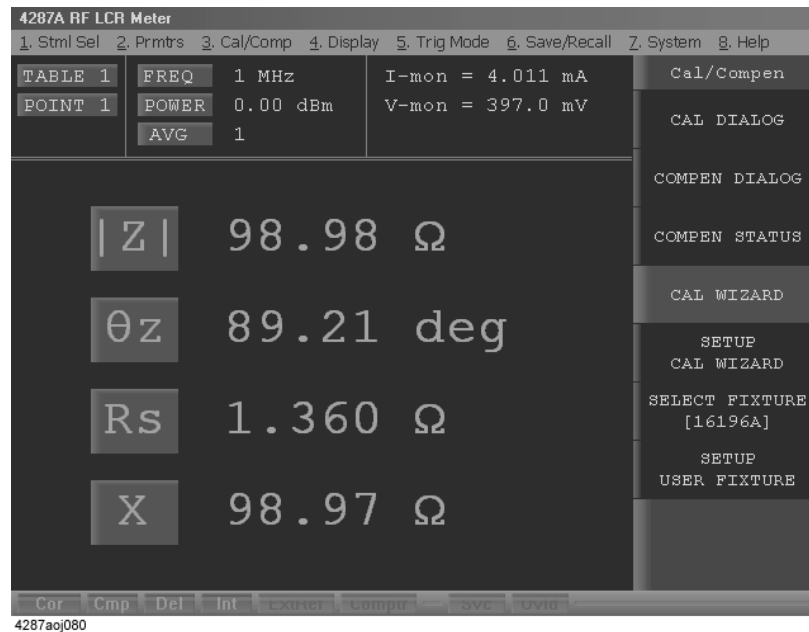 4287A RF LCR Meter
1. Stml Sel 2. Prmtrs 3. Cal/Comp 4. Display 5. Trig Mode 6. Save/Recall 7. System 8. Help
TABLE 1 FREQ 1 MHz I-mon = 4.011 mA
POINT 1 POWER 0.00 dBm V-mon = 397.0 mV
AVG 1
|Z| 98.98 Ω
θz 89.21 deg
Rs 1.360 Ω
X 98.97 Ω
Cal/Compen
CAL DIALOG
COMPEN DIALOG
COMPEN STATUS
CAL WIZARD
SETUP
CAL WIZARD
SELECT FIXTURE
[16196A]
SETUP
USER FIXTURE
Cor Cmp Del Int ExtRef Comptr Svc Ovld
4287aoj080